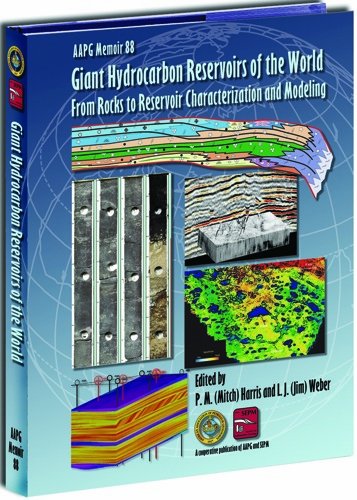 AAPG Memoir 88
Giant Hydrocarbon Reservoirs of the World
From Rocks to Reservoir Characterization and Modeling
Edited by
P. M. (Mitch) Harris and L. J. (Jim) Weber
SEPM
A cooperative publication of AAPG and SEPM
Giant Hydrocarbon Reservoirs of the World
AAPG
Memoir
88